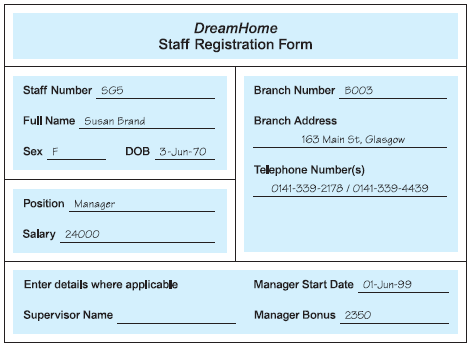 DreamHome
Staff Registration Form
Staff Number SG5
Full Name Susan Brand
Sex F DOB 3-Jun-70
Position Manager
Salary 24000
Branch Number B003
Branch Address
163 Main St, Glasgow
Telephone Number(s)
0141-339-2178 / 0141-339-4439
Enter details where applicable
Supervisor Name
Manager Start Date 01-Jun-99
Manager Bonus 2350